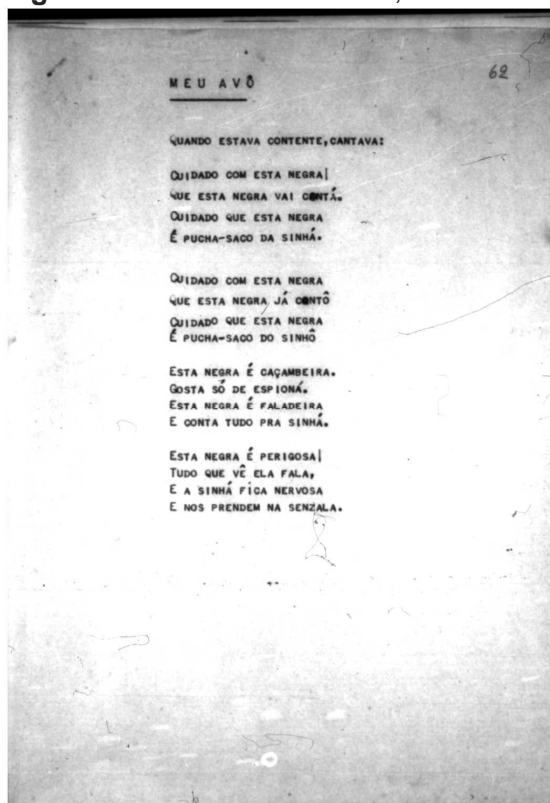 62
MEU AVÔ
QUANDO ESTAVA CONTENTE,CANTAVA:
CUIDADO COM ESTA NEGRA!
QUE ESTA NEGRA VAI CONTÁ.
CUIDADO QUE ESTA NEGRA
É PUCHA-SACO DA SINHÁ.
CUIDADO COM ESTA NEGRA
QUE ESTA NEGRA JÁ CONTÔ
CUIDADO QUE ESTA NEGRA
É PUCHA-SACO DO SINHÔ
ESTA NEGRA É CAÇAMBEIRA.
GOSTA SÓ DE ESPIONÁ.
ESTA NEGRA É FALADEIRA
E CONTA TUDO PRA SINHÁ.
ESTA NEGRA É PERIGOSA!
TUDO QUE VÊ ELA FALA,
E A SINHÁ FICA NERVOSA
E NOS PRENDEM NA SENZALA.